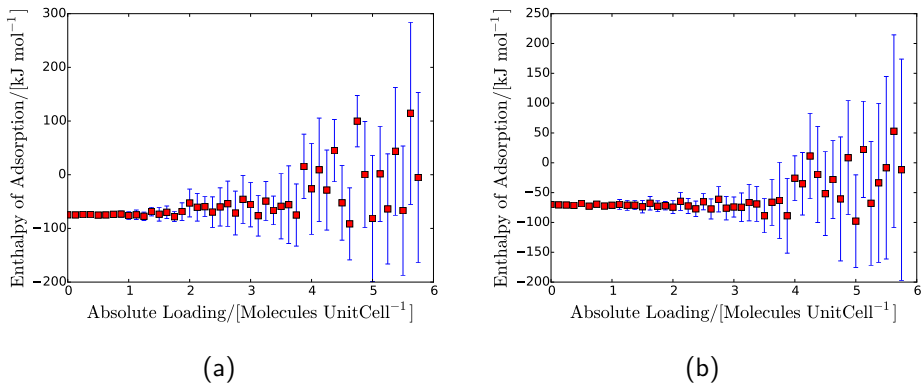 300
200
100
0
−100
−200
0 1 2 3 4 5 6
Enthalpy of Adsorption/[kJ mol⁻¹]
Absolute Loading/[Molecules UnitCell⁻¹]
(a)
250
200
150
100
50
0
−50
−100
−150
−200
0 1 2 3 4 5 6
Enthalpy of Adsorption/[kJ mol⁻¹]
Absolute Loading/[Molecules UnitCell⁻¹]
(b)